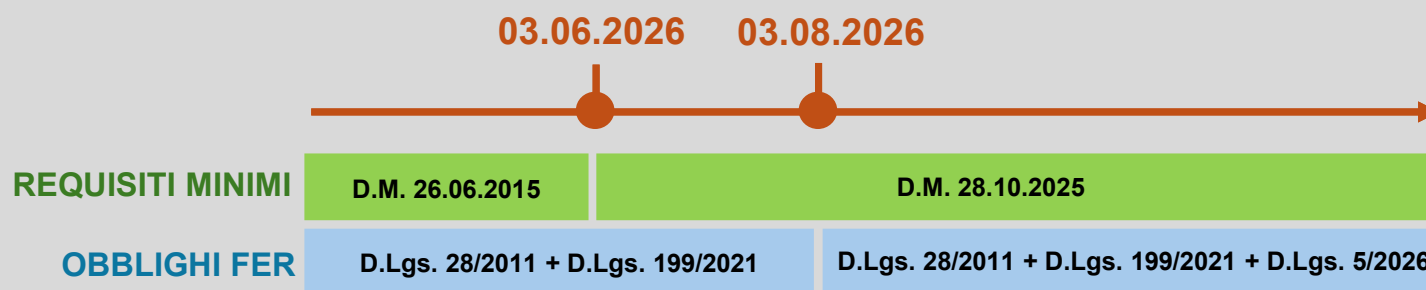 03.06.2026 03.08.2026
REQUISITI MINIMI D.M. 26.06.2015 D.M. 28.10.2025
OBBLIGHI FER D.Lgs. 28/2011 + D.Lgs. 199/2021 D.Lgs. 28/2011 + D.Lgs. 199/2021 + D.Lgs. 5/2026